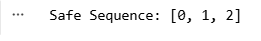 ··· Safe Sequence: [0, 1, 2]